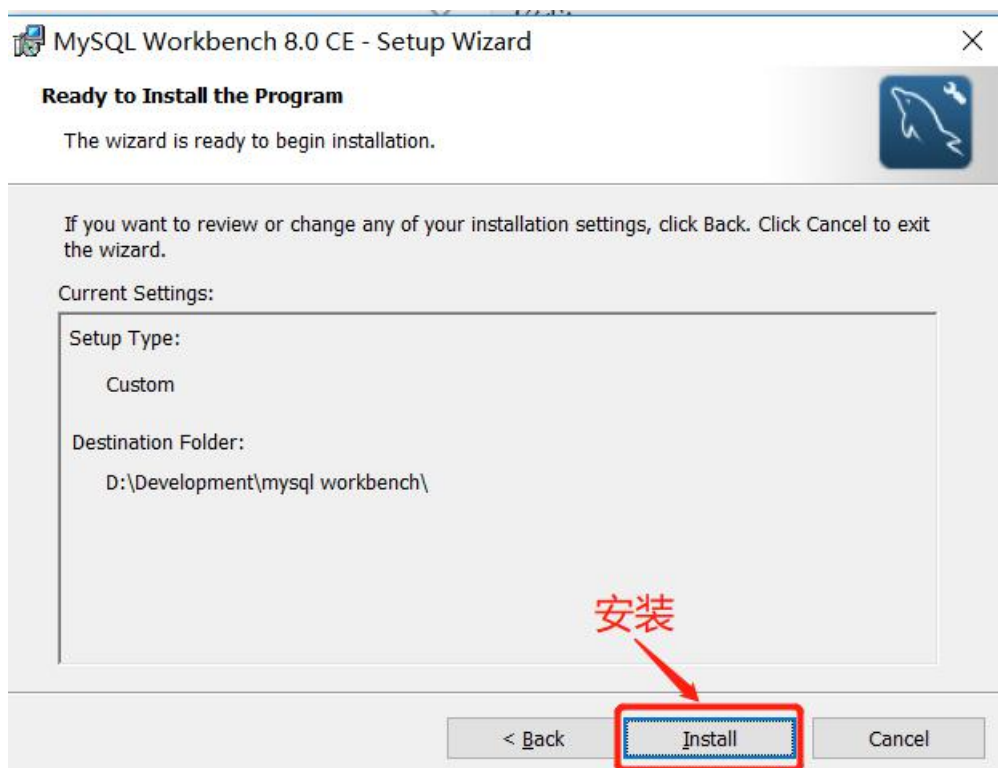 MySQL Workbench 8.0 CE - Setup Wizard
Ready to Install the Program
The wizard is ready to begin installation.
If you want to review or change any of your installation settings, click Back. Click Cancel to exit
the wizard.
Current Settings:
Setup Type:
Custom
Destination Folder:
D:\Development\mysql workbench\
安装
< Back
Install
Cancel